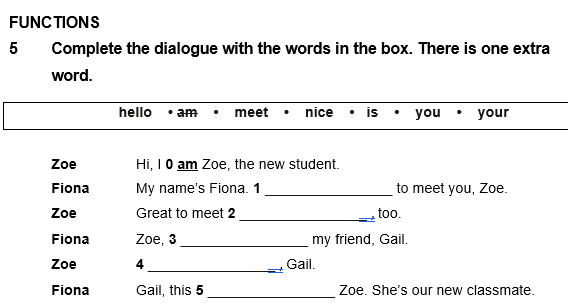 FUNCTIONS
5 Complete the dialogue with the words in the box. There is one extra
word.
hello • am • meet • nice • is • you • your
Zoe Hi, I 0 am Zoe, the new student.
Fiona My name's Fiona. 1 ________________ to meet you, Zoe.
Zoe Great to meet 2 ________________, too.
Fiona Zoe, 3 ________________ my friend, Gail.
Zoe 4 ________________, Gail.
Fiona Gail, this 5 ________________ Zoe. She's our new classmate.